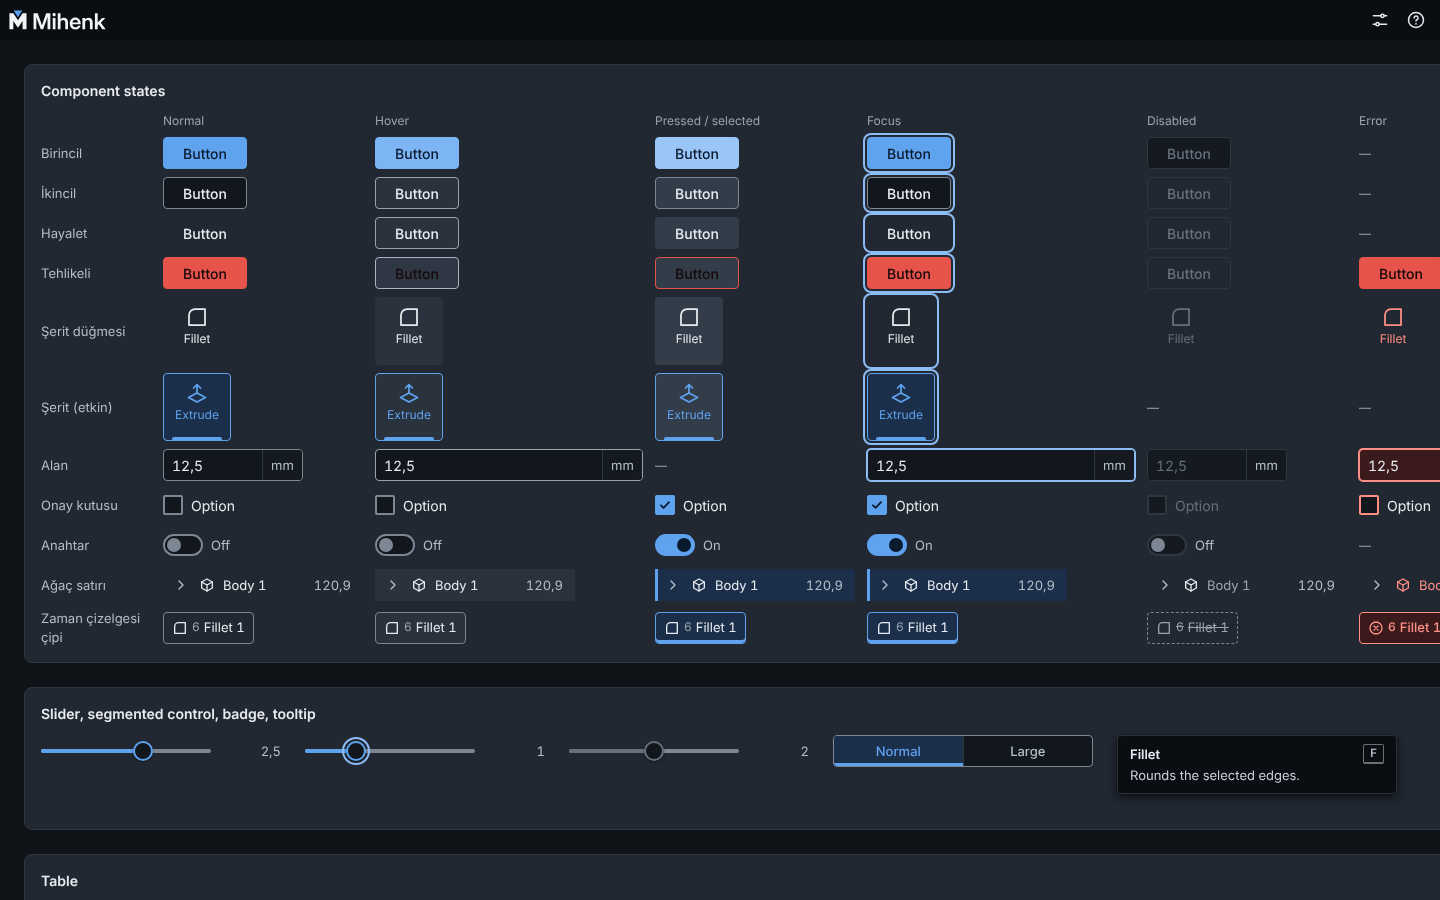 Mihenk
Component states
Normal Hover Pressed / selected Focus Disabled Error
Birincil Button Button Button Button Button —
İkincil Button Button Button Button Button —
Hayalet Button Button Button Button Button —
Tehlikeli Button Button Button Button Button Button
Şerit düğmesi Fillet Fillet Fillet Fillet Fillet Fillet
Şerit (etkin) Extrude Extrude Extrude Extrude — —
Alan 12,5 mm 12,5 mm — 12,5 mm 12,5 mm 12,5
Onay kutusu Option Option Option Option Option Option
Anahtar Off Off On On Off —
Ağaç satırı Body 1 120,9 Body 1 120,9 Body 1 120,9 Body 1 120,9 Body 1 120,9
Zaman çizelgesi
çipi 6 Fillet 1 6 Fillet 1 6 Fillet 1 6 Fillet 1 6 Fillet 1 6 Fillet 1
Slider, segmented control, badge, tooltip
2,5 1 2 Normal Large
Fillet F
Rounds the selected edges.
Table